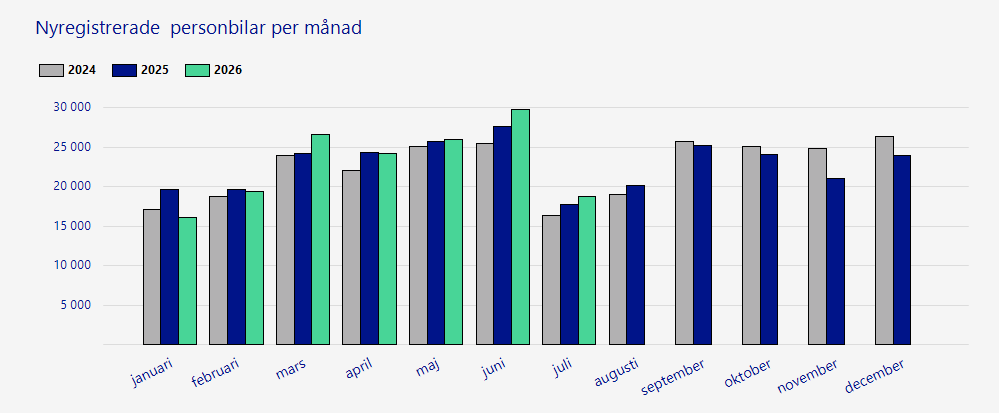 Nyregistrerade  personbilar per månad
2024 2025 2026
30 000
25 000
20 000
15 000
10 000
5 000
januari februari mars april maj juni juli augusti september oktober november december